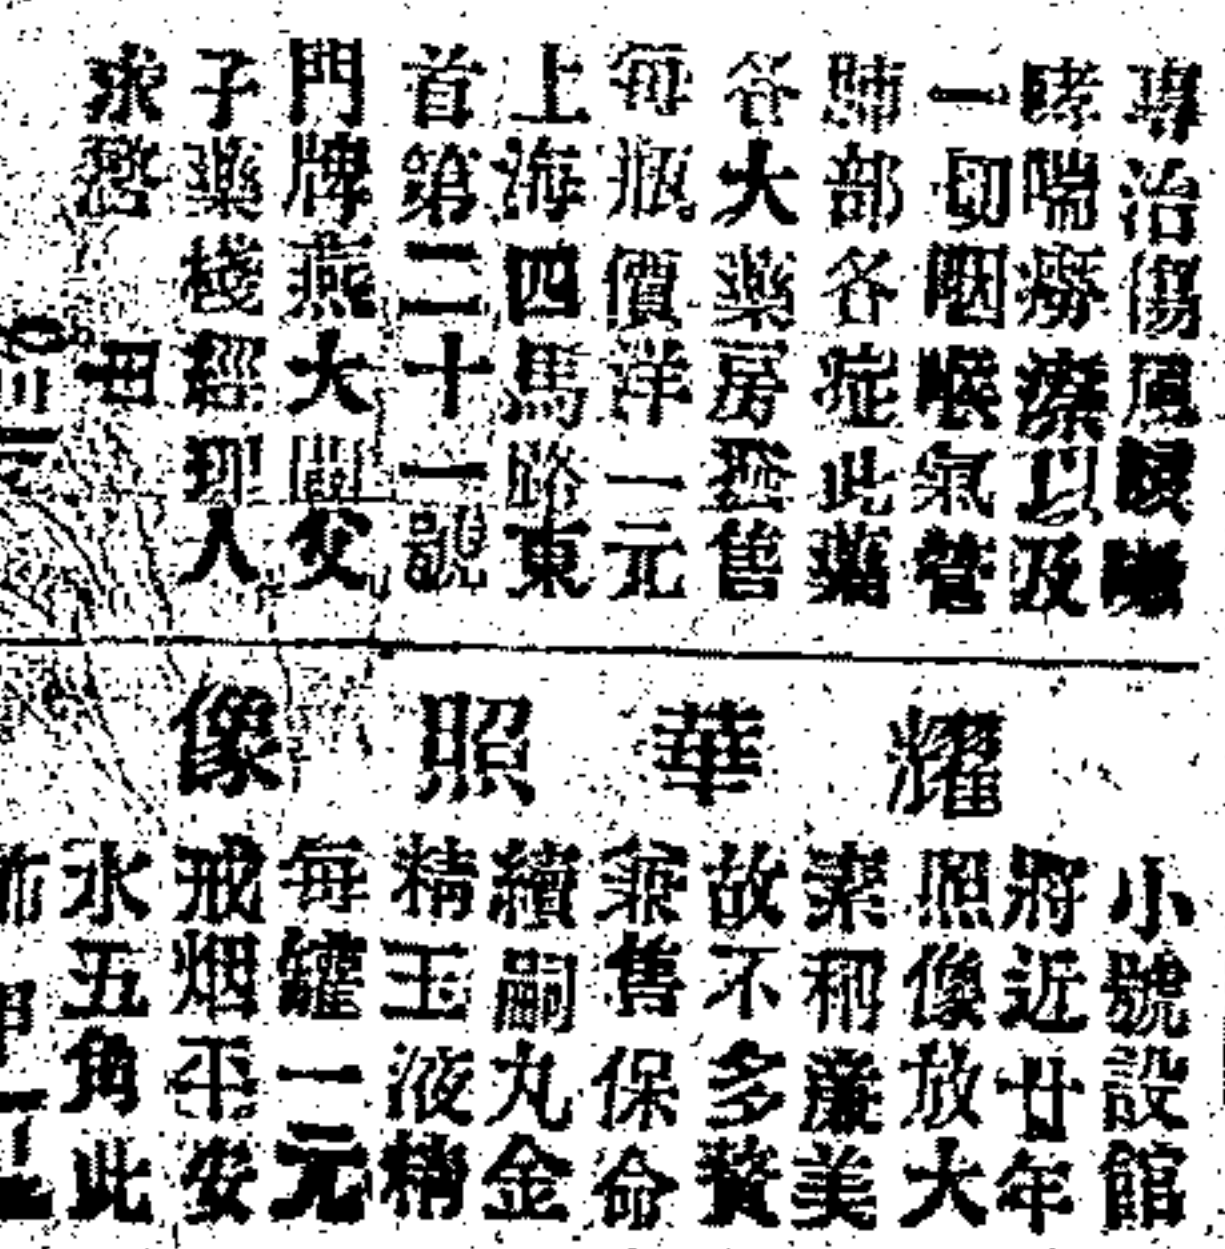 專治傷風
哮喘癆瘵以及
一切咽喉氣管
肺部各症此藥
各大藥房發售
每瓶價洋一元
上海四馬路東
首第二十一號
門牌燕大
子藥棧經理人
求
耀華照像
小號設館
將近廿年
照像放大
素稱廉美
故不多贅
兼售保命
續嗣丸金
精玉液精
每罐一元
戒烟平安
水五角此